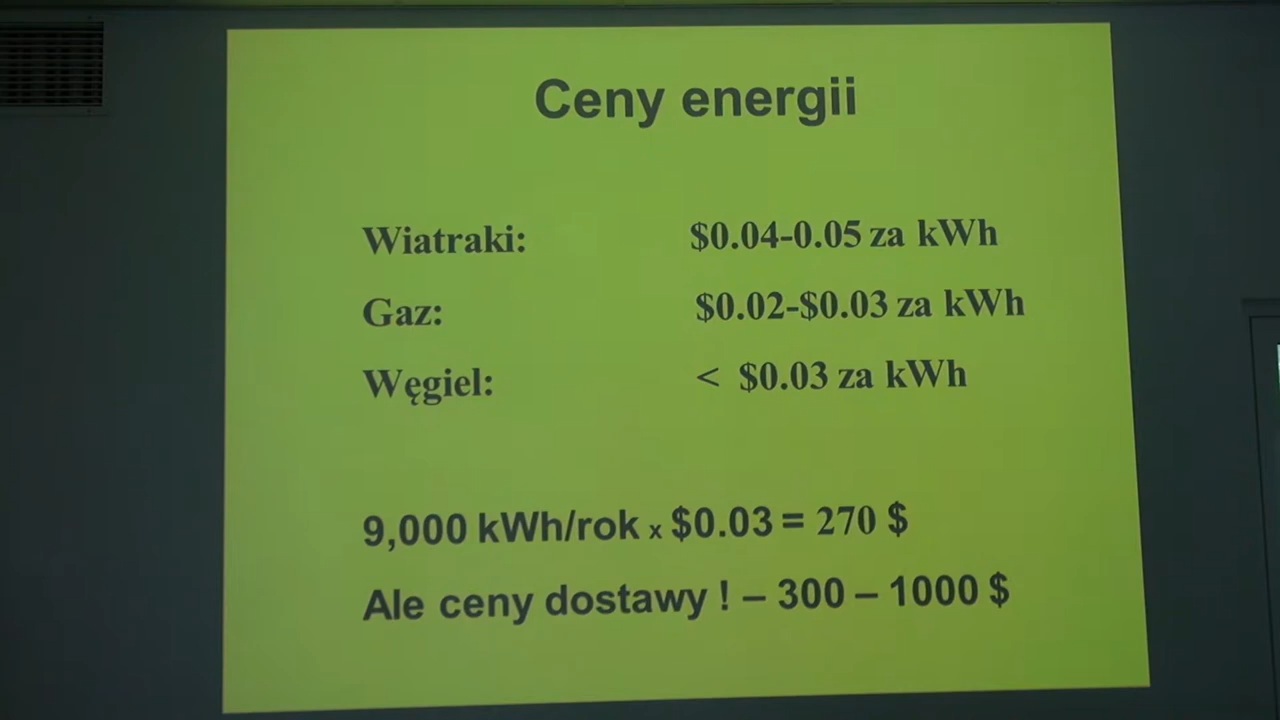 Ceny energii
Wiatraki: $0.04-0.05 za kWh
Gaz: $0.02-$0.03 za kWh
Węgiel: < $0.03 za kWh
9,000 kWh/rok x $0.03 = 270 $
Ale ceny dostawy ! – 300 – 1000 $